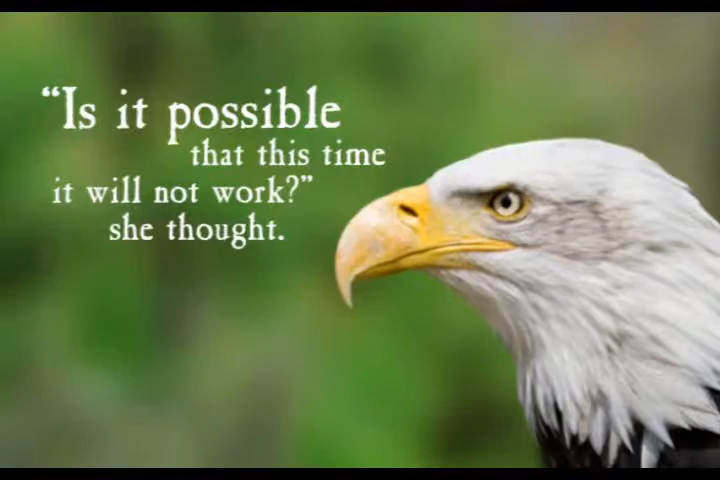 “Is it possible
that this time
it will not work?”
she thought.